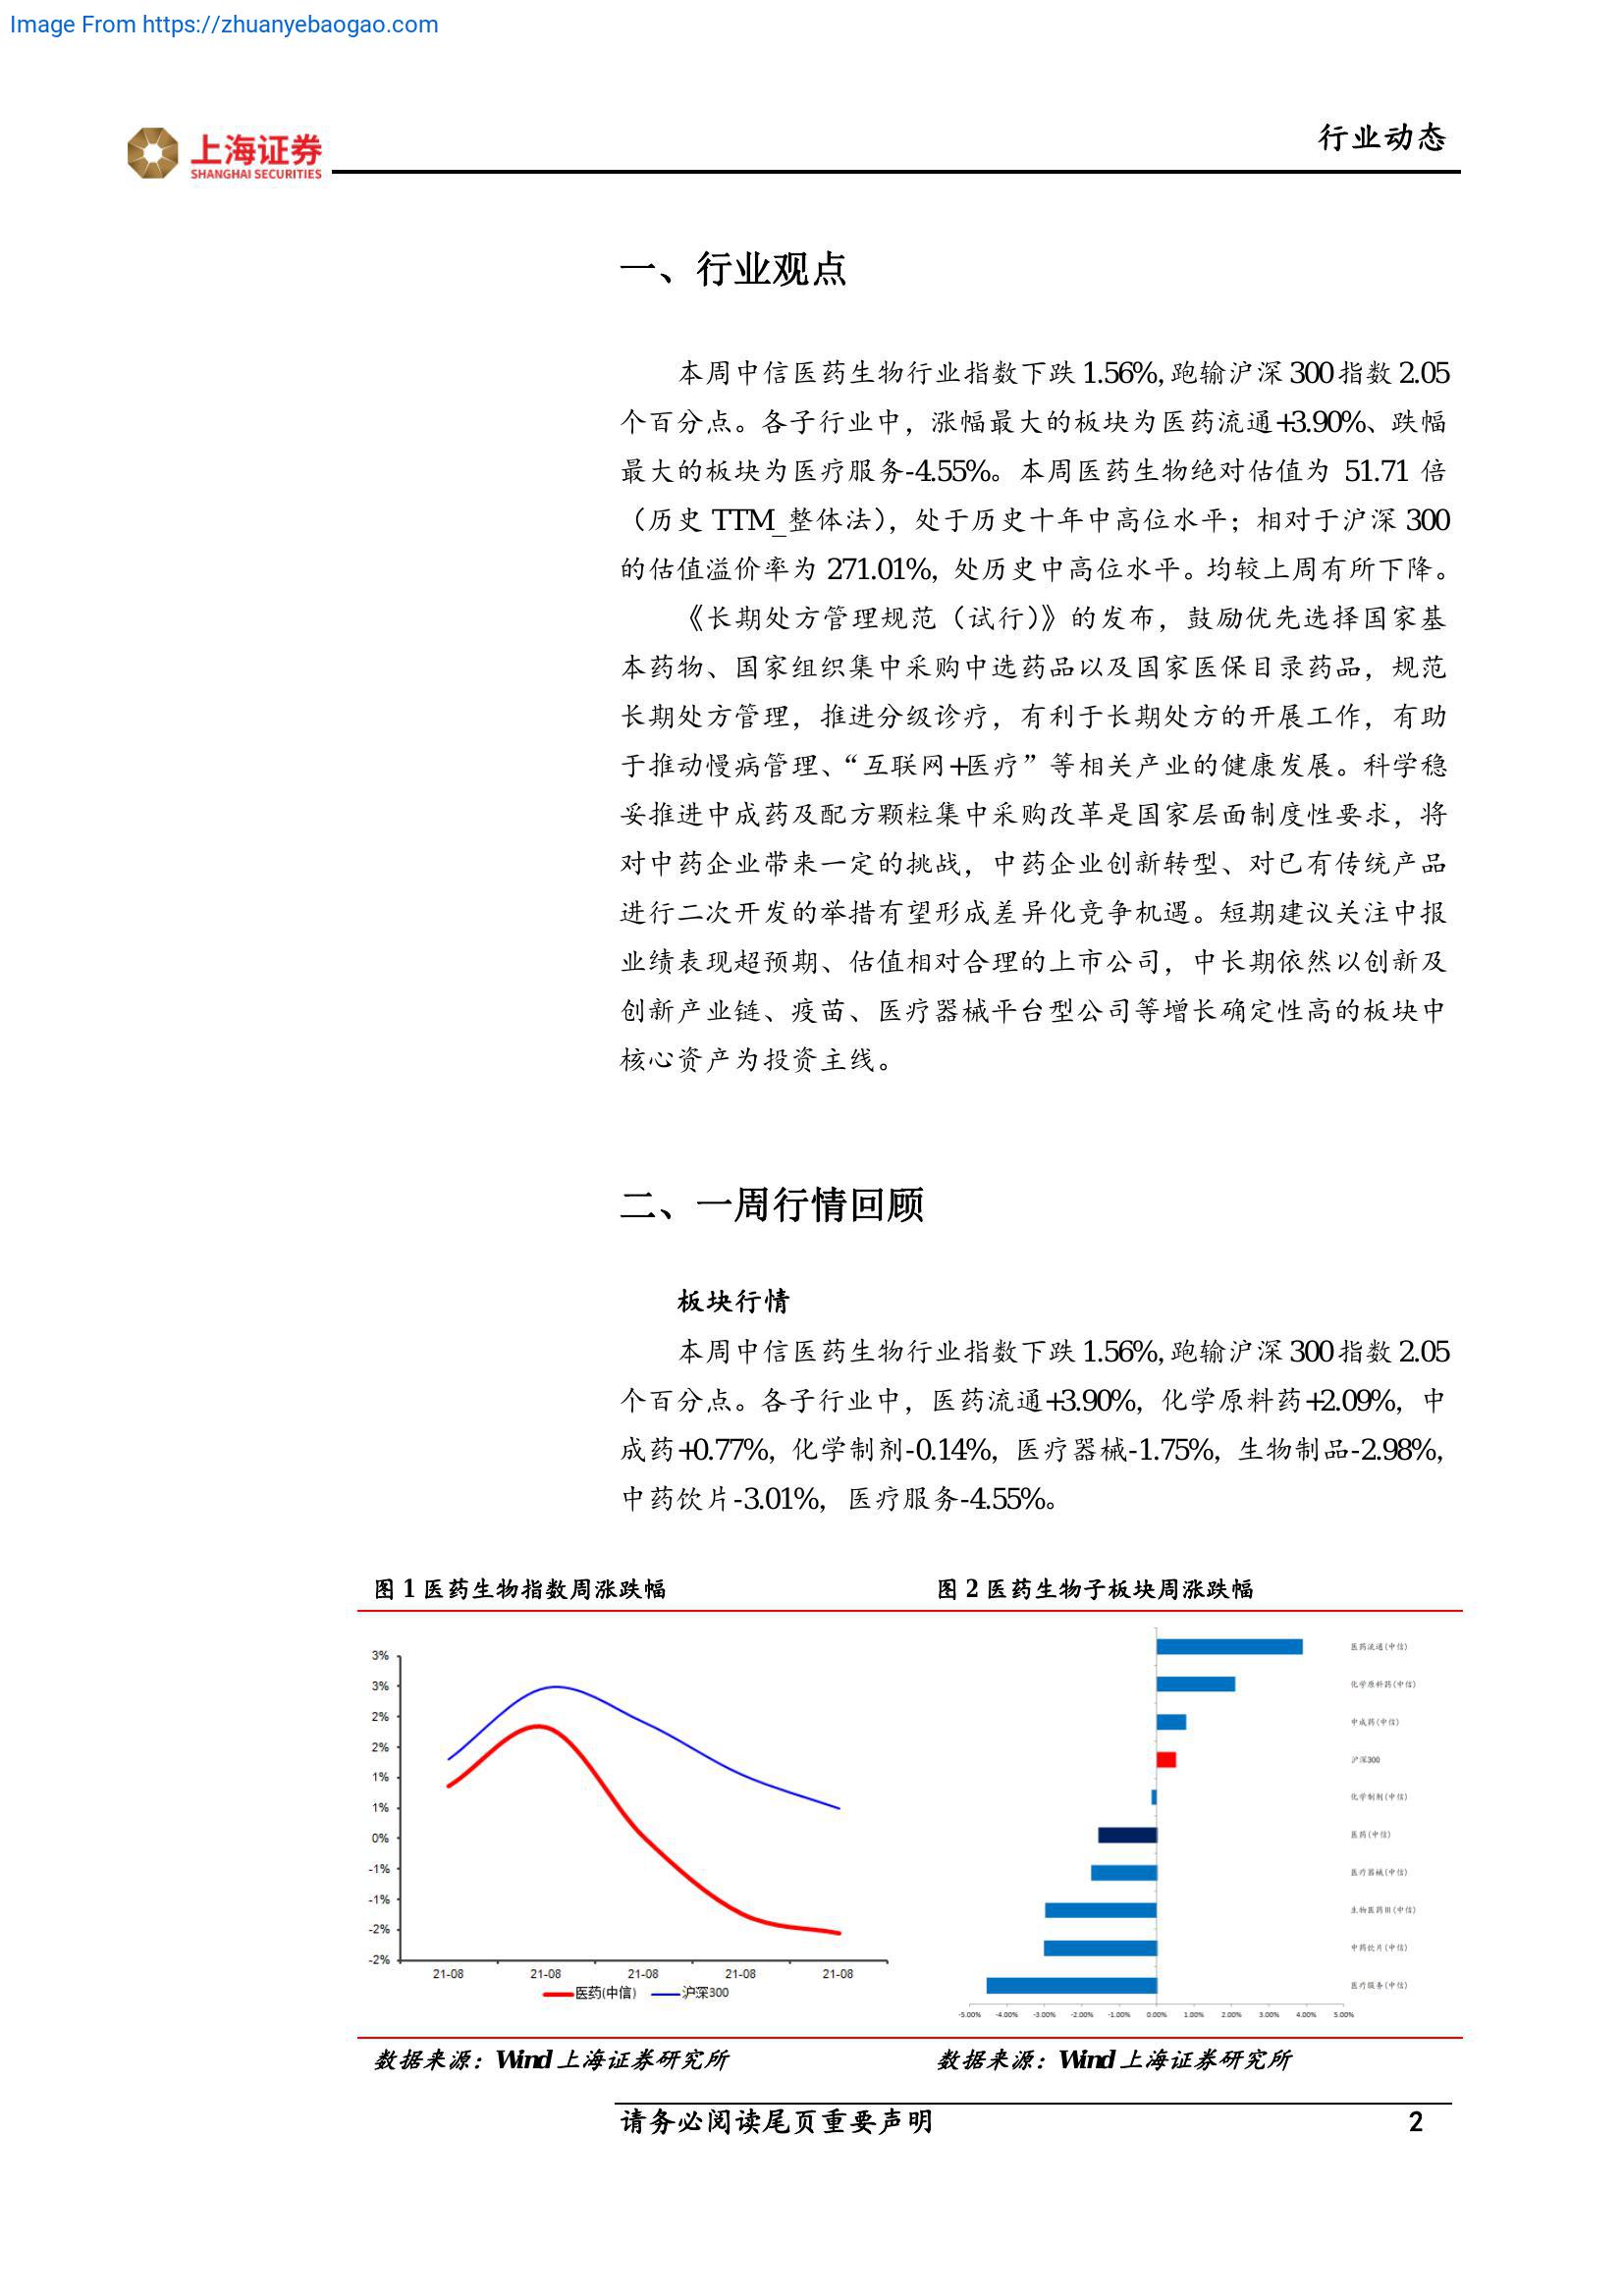 Image From https://zhuanyebaogao.com
上海证券
SHANGHAI SECURITIES
行业动态
一、行业观点
本周中信医药生物行业指数下跌1.56%,跑输沪深300指数2.05
个百分点。各子行业中，涨幅最大的板块为医药流通+3.90%、跌幅
最大的板块为医疗服务-4.55%。本周医药生物绝对估值为 51.71 倍
（历史 TTM_整体法），处于历史十年中高位水平；相对于沪深 300
的估值溢价率为 271.01%，处历史中高位水平。均较上周有所下降。
《长期处方管理规范（试行）》的发布，鼓励优先选择国家基
本药物、国家组织集中采购中选药品以及国家医保目录药品，规范
长期处方管理，推进分级诊疗，有利于长期处方的开展工作，有助
于推动慢病管理、“互联网+医疗”等相关产业的健康发展。科学稳
妥推进中成药及配方颗粒集中采购改革是国家层面制度性要求，将
对中药企业带来一定的挑战，中药企业创新转型、对已有传统产品
进行二次开发的举措有望形成差异化竞争机遇。短期建议关注中报
业绩表现超预期、估值相对合理的上市公司，中长期依然以创新及
创新产业链、疫苗、医疗器械平台型公司等增长确定性高的板块中
核心资产为投资主线。
二、一周行情回顾
板块行情
本周中信医药生物行业指数下跌1.56%,跑输沪深300指数2.05
个百分点。各子行业中，医药流通+3.90%，化学原料药+2.09%，中
成药+0.77%，化学制剂-0.14%，医疗器械-1.75%，生物制品-2.98%，
中药饮片-3.01%，医疗服务-4.55%。
图 1 医药生物指数周涨跌幅
3%
3%
2%
2%
1%
1%
0%
-1%
-1%
-2%
-2%
21-08 21-08 21-08 21-08 21-08
医药(中信) 沪深300
图 2 医药生物子板块周涨跌幅
医药流通(中信)
化学原料药(中信)
中成药(中信)
沪深300
化学制剂(中信)
医药(中信)
医疗器械(中信)
生物医药Ⅲ(中信)
中药饮片(中信)
医疗服务(中信)
-5.00% -4.00% -3.00% -2.00% -1.00% 0.00% 1.00% 2.00% 3.00% 4.00% 5.00%
数据来源：Wind 上海证券研究所
数据来源：Wind 上海证券研究所
请务必阅读尾页重要声明 2